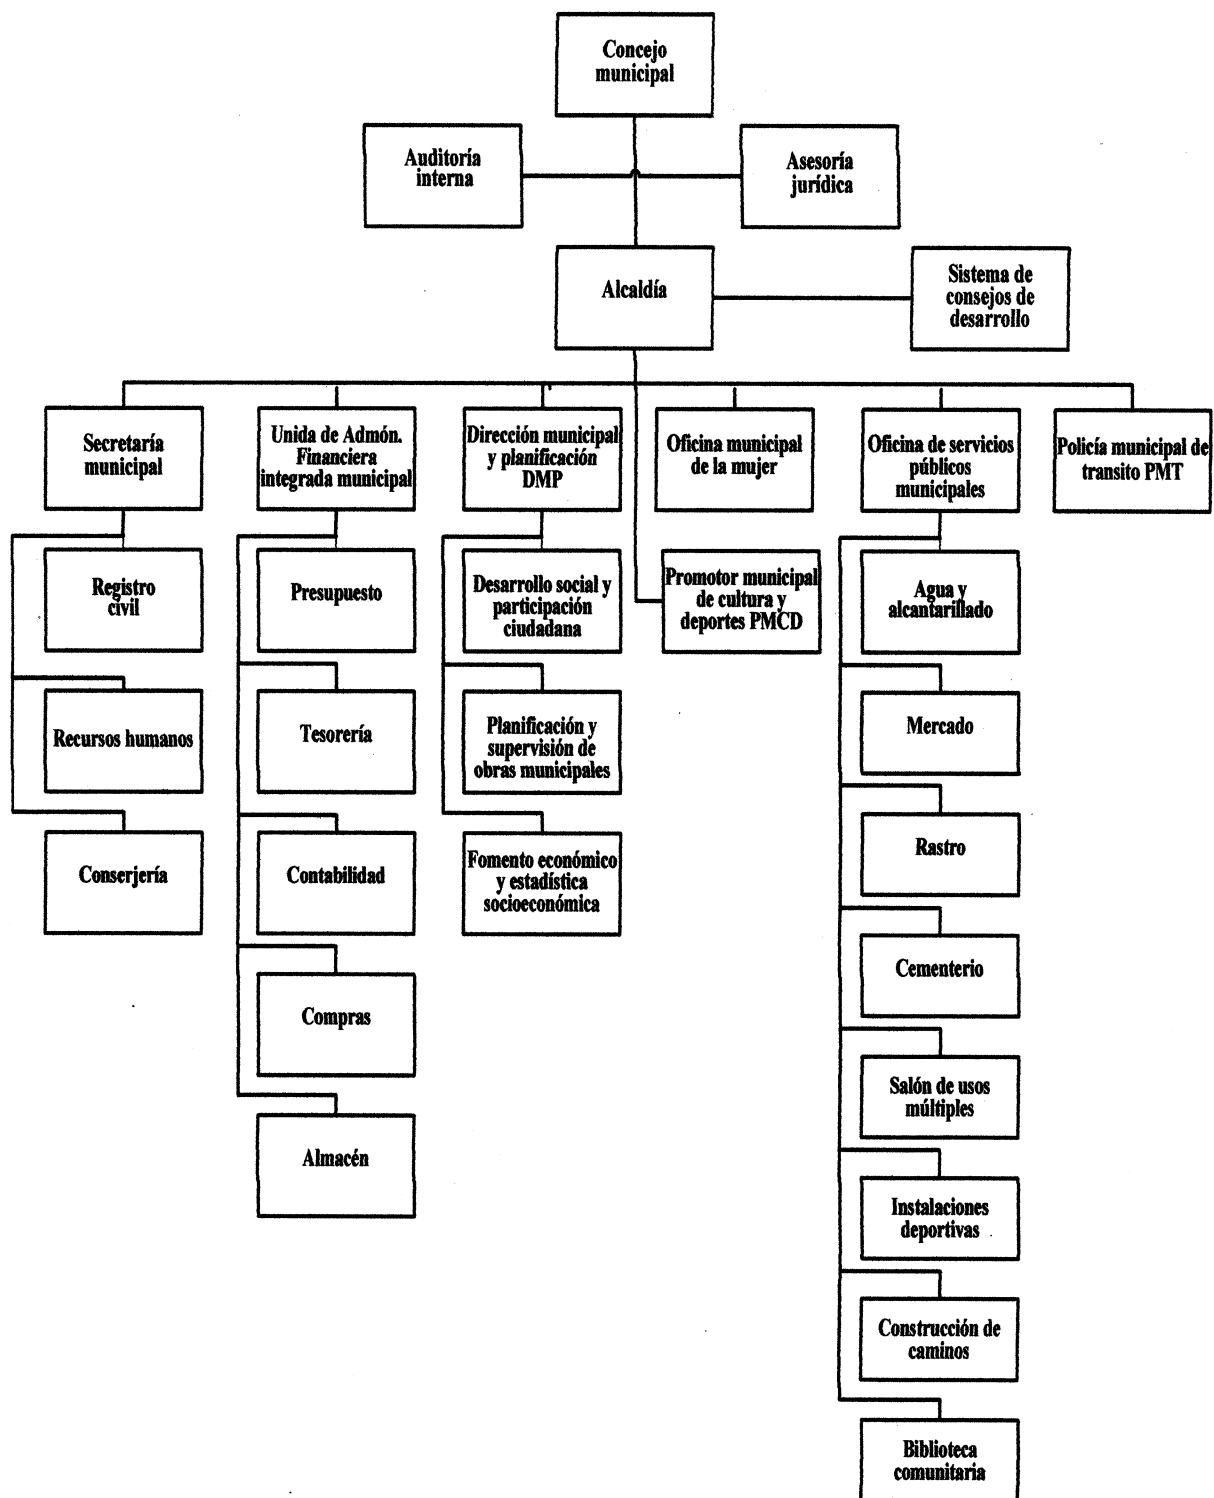 Concejo
municipal
Auditoría
interna
Asesoría
jurídica
Alcaldía
Sistema de
consejos de
desarrollo
Secretaría
municipal
Unida de Admón.
Financiera
integrada municipal
Dirección municipal
y planificación
DMP
Oficina municipal
de la mujer
Oficina de servicios
públicos
municipales
Policía municipal de
transito PMT
Registro
civil
Recursos humanos
Conserjería
Presupuesto
Tesorería
Contabilidad
Compras
Almacén
Desarrollo social y
participación
ciudadana
Planificación y
supervisión de
obras municipales
Fomento económico
y estadística
socioeconómica
Promotor municipal
de cultura y
deportes PMCD
Agua y
alcantarillado
Mercado
Rastro
Cementerio
Salón de usos
múltiples
Instalaciones
deportivas
Construcción de
caminos
Biblioteca
comunitaria